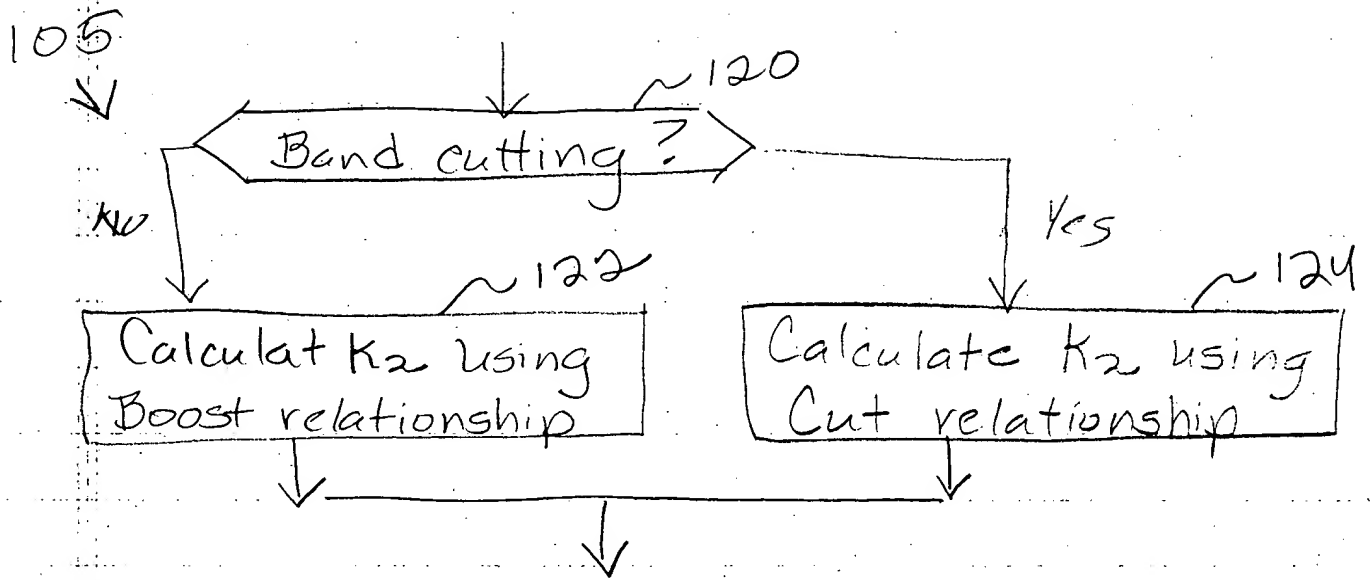 105
~120
Band cutting?
No
Yes
~122
~124
Calculat K2 using
Boost relationship
Calculate K2 using
Cut relationship